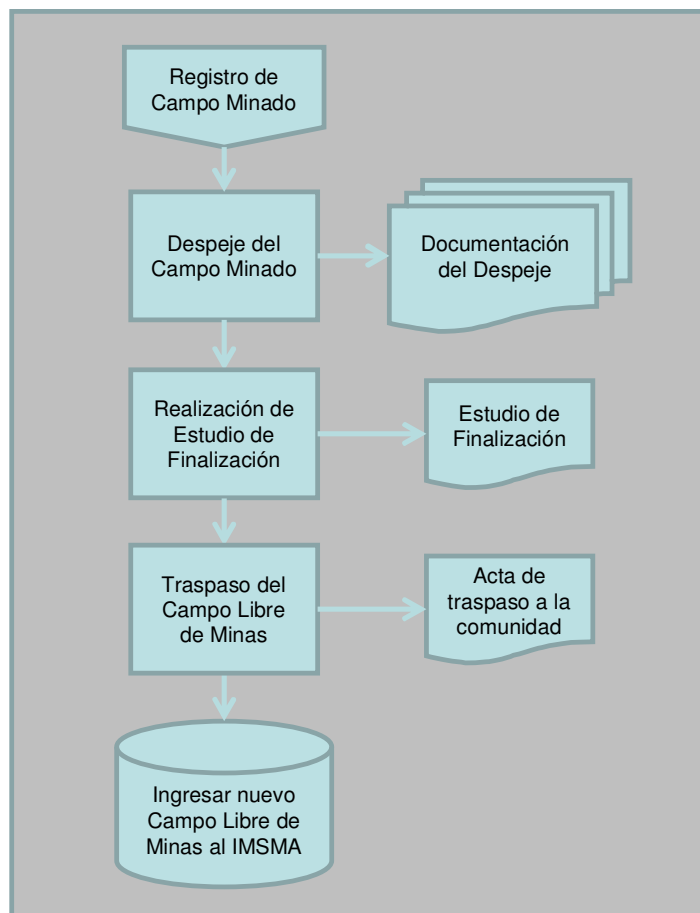 Registro de
Campo Minado
Despeje del
Campo Minado
Documentación
del Despeje
Realización de
Estudio de
Finalización
Estudio de
Finalización
Traspaso del
Campo Libre
de Minas
Acta de
traspaso a la
comunidad
Ingresar nuevo
Campo Libre de
Minas al IMSMA